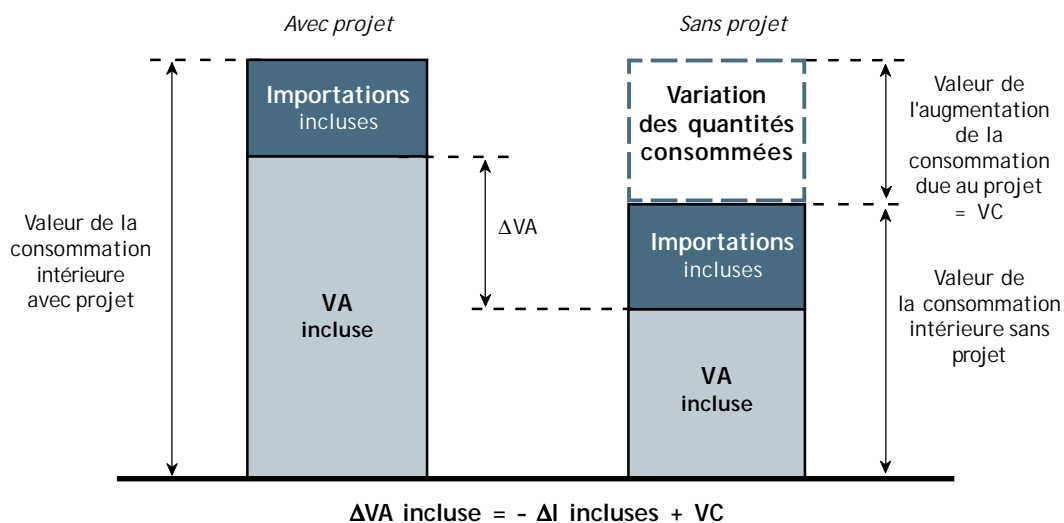 Avec projet
Sans projet
Importations
incluses
Variation
des quantités
consommées
Valeur de
l'augmentation
de la
consommation
due au projet
= VC
Valeur de la
consommation
intérieure
avec projet
ΔVA
Importations
incluses
VA
incluse
Valeur de
la consommation
intérieure sans
projet
VA
incluse
ΔVA incluse = - ΔI incluses + VC